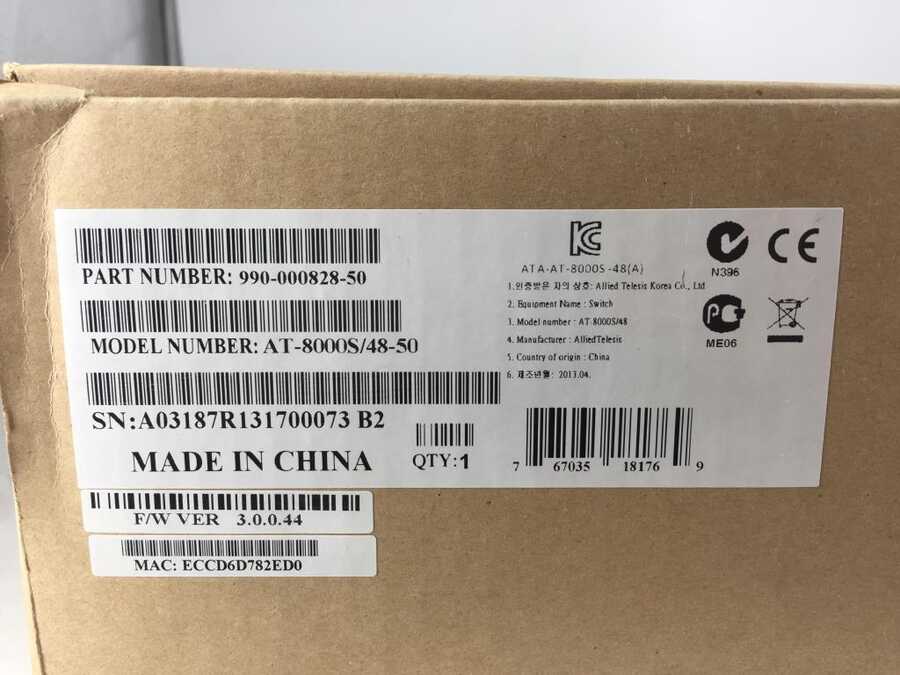 PART NUMBER: 990-000828-50
MODEL NUMBER: AT-8000S/48-50
SN:A03187R131700073 B2
MADE IN CHINA
QTY:1
ATA-AT-8000S-48(A)
1.인증받은 자의 상호: Allied Telesis Korea Co., Ltd
2. Equipment Name : Switch
3. Model number : AT-8000S/48
4. Manufacturer : AlliedTelesis
5. Country of origin : China
6. 제조년월: 2013.04.
N396
CE
ME06
7 67035 18176 9
F/W VER 3.0.0.44
MAC: ECCD6D782ED0